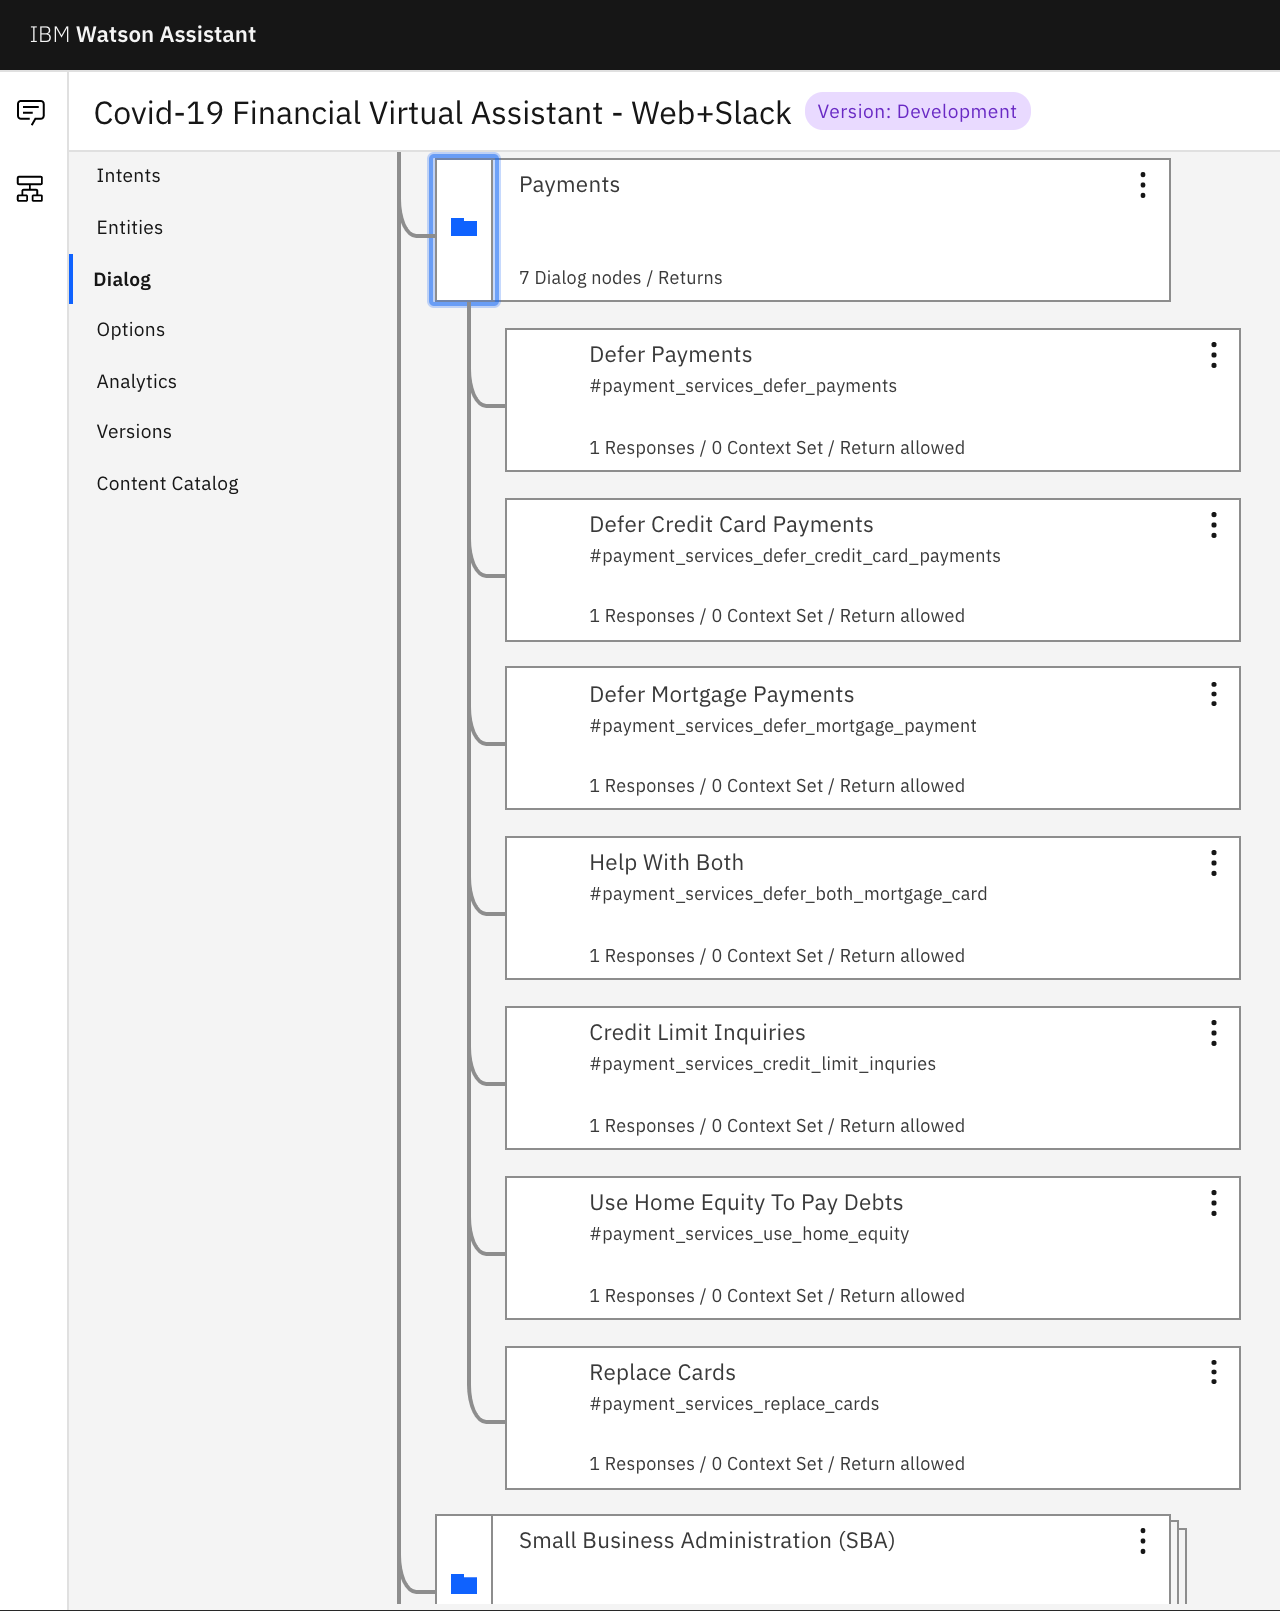 IBM Watson Assistant
Covid-19 Financial Virtual Assistant - Web+Slack Version: Development
Intents
Entities
Dialog
Options
Analytics
Versions
Content Catalog
Payments
7 Dialog nodes / Returns
Defer Payments
#payment_services_defer_payments
1 Responses / 0 Context Set / Return allowed
Defer Credit Card Payments
#payment_services_defer_credit_card_payments
1 Responses / 0 Context Set / Return allowed
Defer Mortgage Payments
#payment_services_defer_mortgage_payment
1 Responses / 0 Context Set / Return allowed
Help With Both
#payment_services_defer_both_mortgage_card
1 Responses / 0 Context Set / Return allowed
Credit Limit Inquiries
#payment_services_credit_limit_inquries
1 Responses / 0 Context Set / Return allowed
Use Home Equity To Pay Debts
#payment_services_use_home_equity
1 Responses / 0 Context Set / Return allowed
Replace Cards
#payment_services_replace_cards
1 Responses / 0 Context Set / Return allowed
Small Business Administration (SBA)